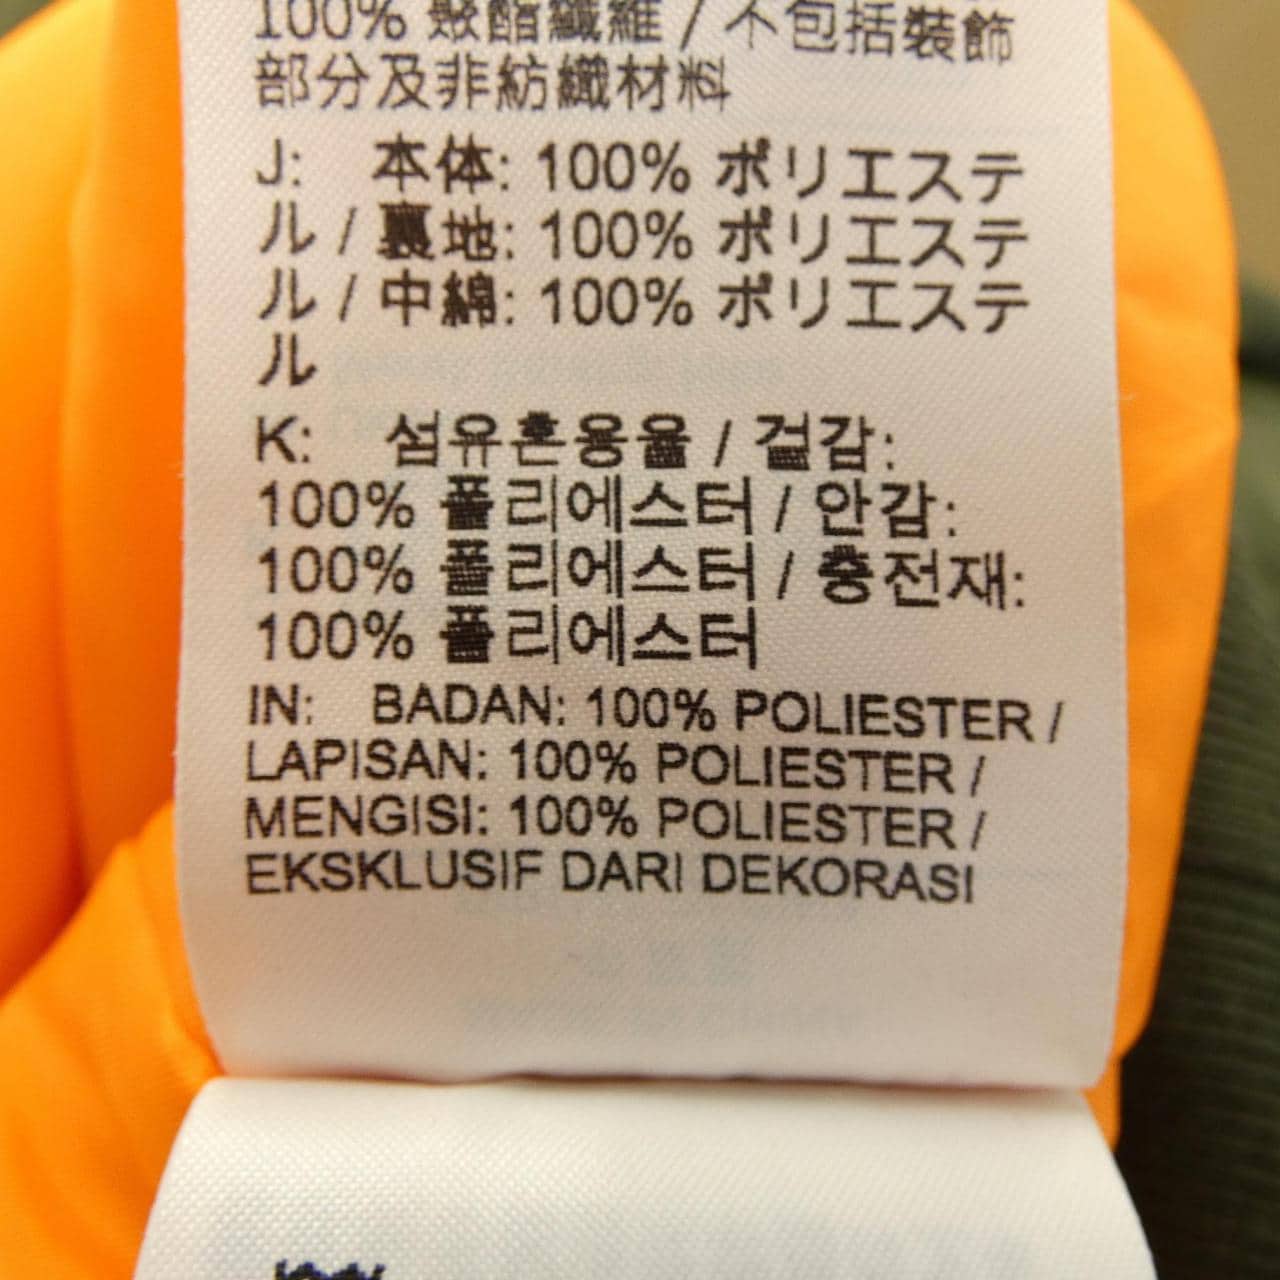 100% 聚酯纖維 / 不包括裝飾
部分及非紡織材料
J: 本体: 100% ポリエステ
ル / 裏地: 100% ポリエステ
ル / 中綿: 100% ポリエステ
ル
K: 섬유혼용율 / 겉감:
100% 폴리에스터 / 안감:
100% 폴리에스터 / 충전재:
100% 폴리에스터
IN: BADAN: 100% POLIESTER /
LAPISAN: 100% POLIESTER /
MENGISI: 100% POLIESTER /
EKSKLUSIF DARI DEKORASI